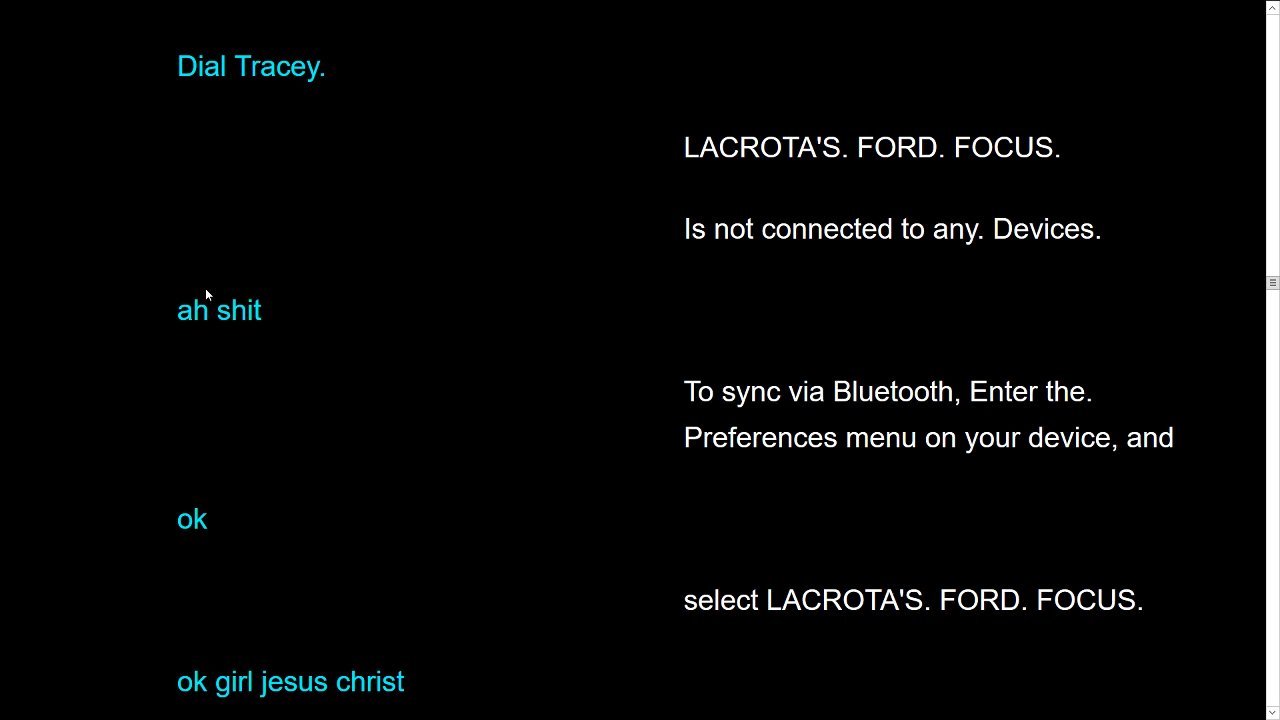 Dial Tracey.
LACROTA'S. FORD. FOCUS.
Is not connected to any. Devices.
ah shit
To sync via Bluetooth, Enter the.
Preferences menu on your device, and
ok
select LACROTA'S. FORD. FOCUS.
ok girl jesus christ